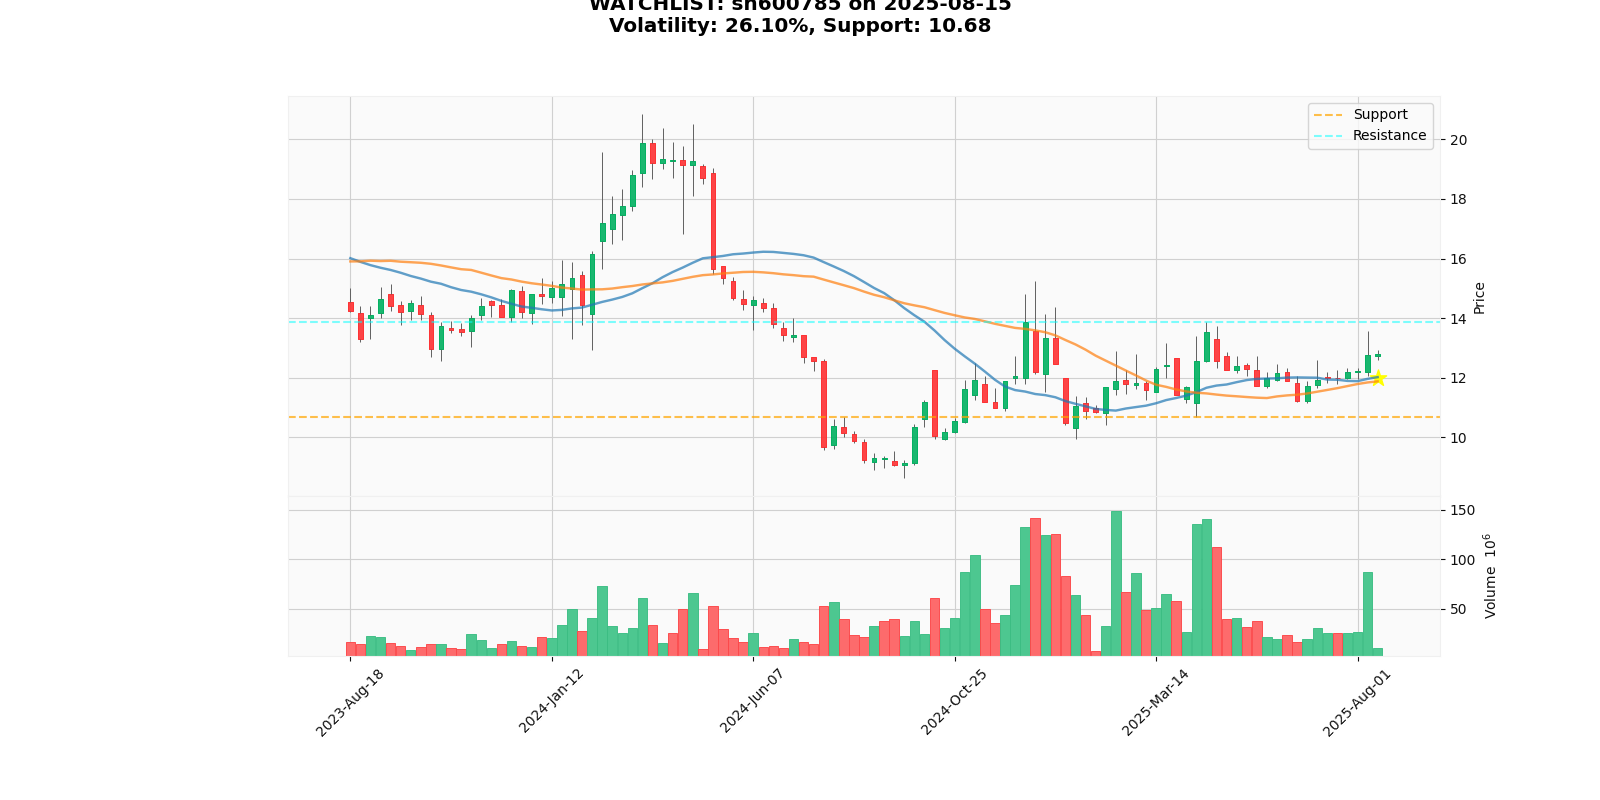 WATCHLIST: sh600785 on 2025-08-15
Volatility: 26.10%, Support: 10.68
Support
Resistance
20
18
16
14
12
10
Price
150
100
50
Volume 10^6
2023-Aug-18
2024-Jan-12
2024-Jun-07
2024-Oct-25
2025-Mar-14
2025-Aug-01